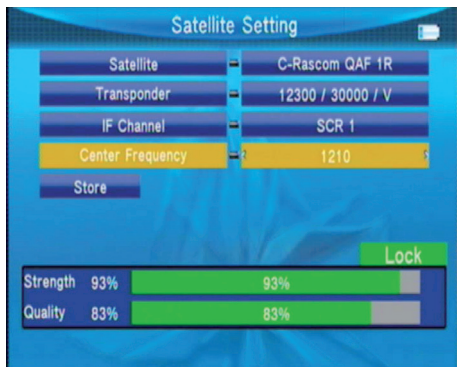 Satellite Setting
Satellite C-Rascom QAF 1R
Transponder 12300 / 30000 / V
IF Channel SCR 1
Center Frequency 1210
Store
Lock
Strength 93% 93%
Quality 83% 83%